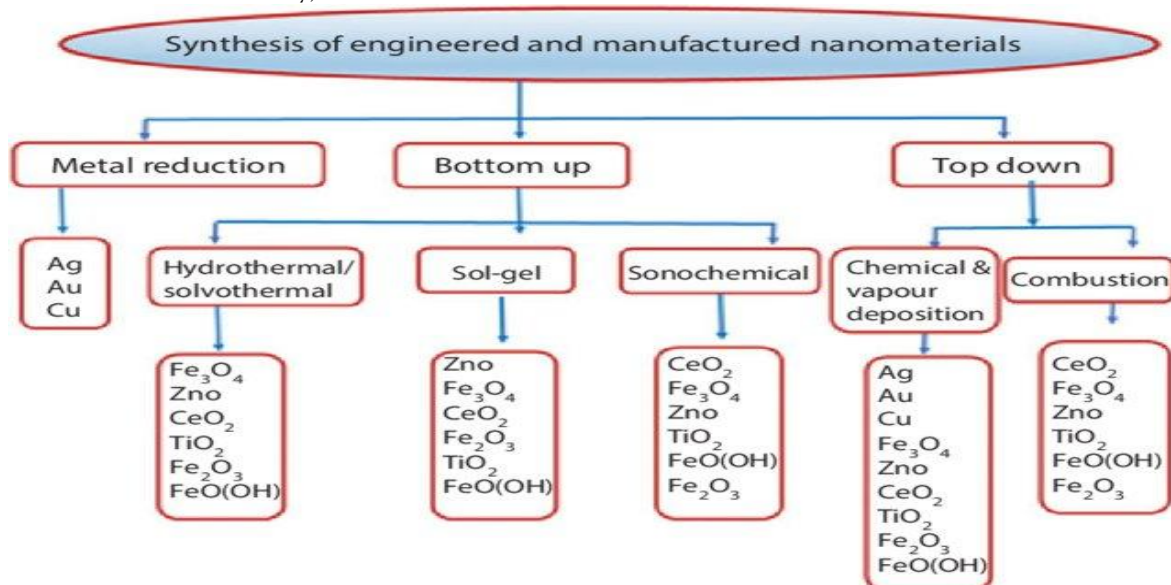 Synthesis of engineered and manufactured nanomaterials
Metal reduction
Bottom up
Top down
Ag
Au
Cu
Hydrothermal/
solvothermal
Sol-gel
Sonochemical
Chemical &
vapour
deposition
Combustion
Fe₃O₄
Zno
CeO₂
TiO₂
Fe₂O₃
FeO(OH)
Zno
Fe₃O₄
CeO₂
Fe₂O₃
TiO₂
FeO(OH)
CeO₂
Fe₃O₄
Zno
TiO₂
FeO(OH)
Fe₂O₃
Ag
Au
Cu
Fe₃O₄
Zno
CeO₂
TiO₂
Fe₂O₃
FeO(OH)
CeO₂
Fe₃O₄
Zno
TiO₂
FeO(OH)
Fe₂O₃